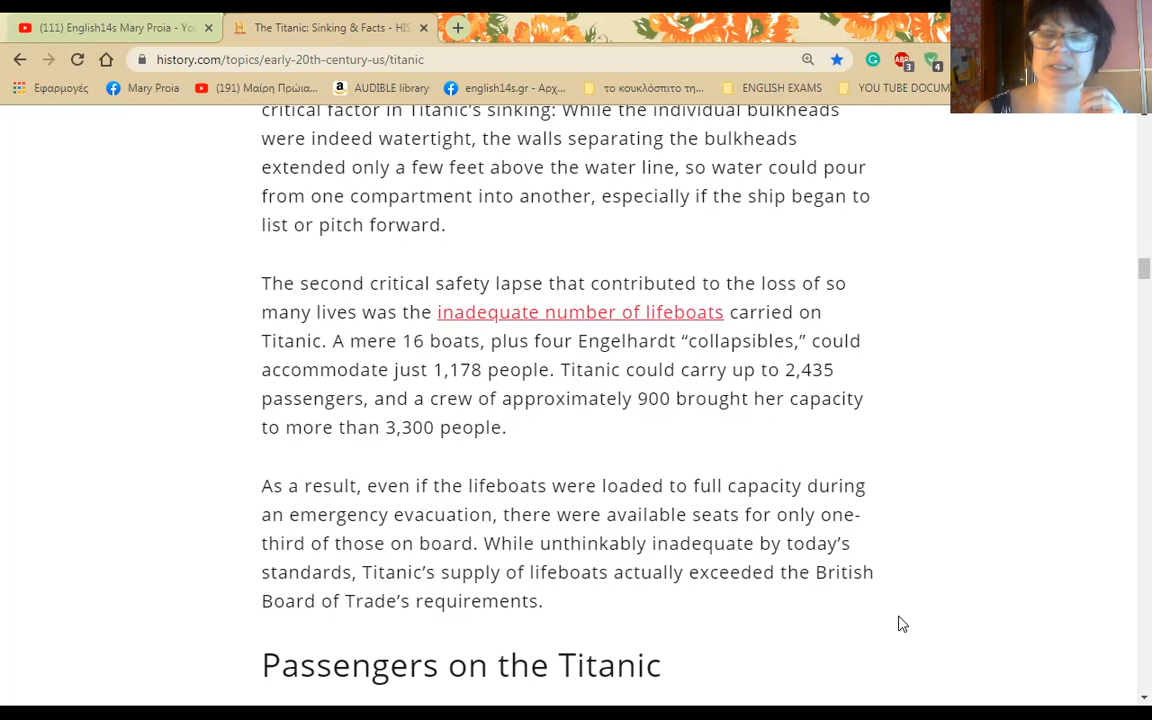 (111) English14s Mary Proia - Yo
The Titanic: Sinking & Facts - HIS
history.com/topics/early-20th-century-us/titanic
3
4
Εφαρμογές
Mary Proia
(191) Μαίρη Πρώια...
AUDIBLE library
english14s.gr - Αρχ...
το κουκλόσπιτο τη...
ENGLISH EXAMS
YOU TUBE DOCUM
critical factor in Titanic's sinking: While the individual bulkheads
were indeed watertight, the walls separating the bulkheads
extended only a few feet above the water line, so water could pour
from one compartment into another, especially if the ship began to
list or pitch forward.
The second critical safety lapse that contributed to the loss of so
many lives was the inadequate number of lifeboats carried on
Titanic. A mere 16 boats, plus four Engelhardt “collapsibles,” could
accommodate just 1,178 people. Titanic could carry up to 2,435
passengers, and a crew of approximately 900 brought her capacity
to more than 3,300 people.
As a result, even if the lifeboats were loaded to full capacity during
an emergency evacuation, there were available seats for only one-
third of those on board. While unthinkably inadequate by today’s
standards, Titanic’s supply of lifeboats actually exceeded the British
Board of Trade’s requirements.
Passengers on the Titanic